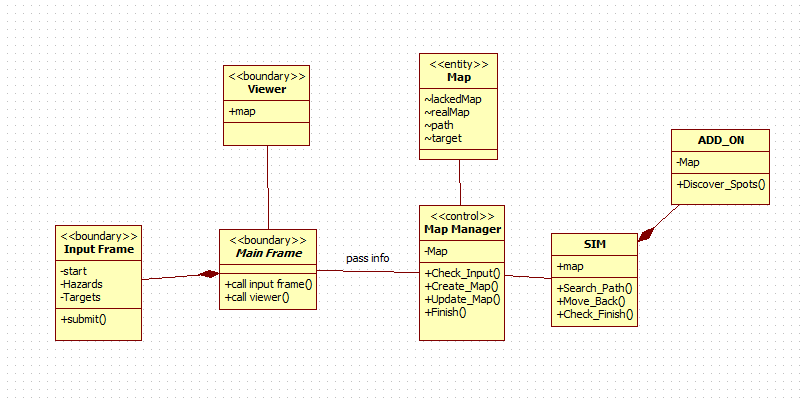 <<boundary>>
Viewer
+map
<<entity>>
Map
~lackedMap
~realMap
~path
~target
ADD_ON
-Map
+Discover_Spots()
<<boundary>>
Input Frame
-start
-Hazards
-Targets
+submit()
<<boundary>>
Main Frame
+call input frame()
+call viewer()
pass info
<<control>>
Map Manager
-Map
+Check_Input()
+Create_Map()
+Update_Map()
+Finish()
SIM
+map
+Search_Path()
+Move_Back()
+Check_Finish()